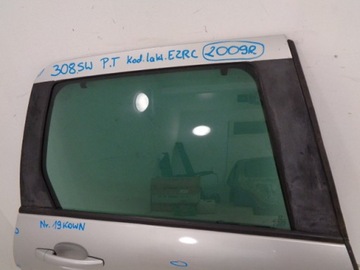 308SW P.T Kod.lak.EZRC 2009R
Nr. 19KOWN